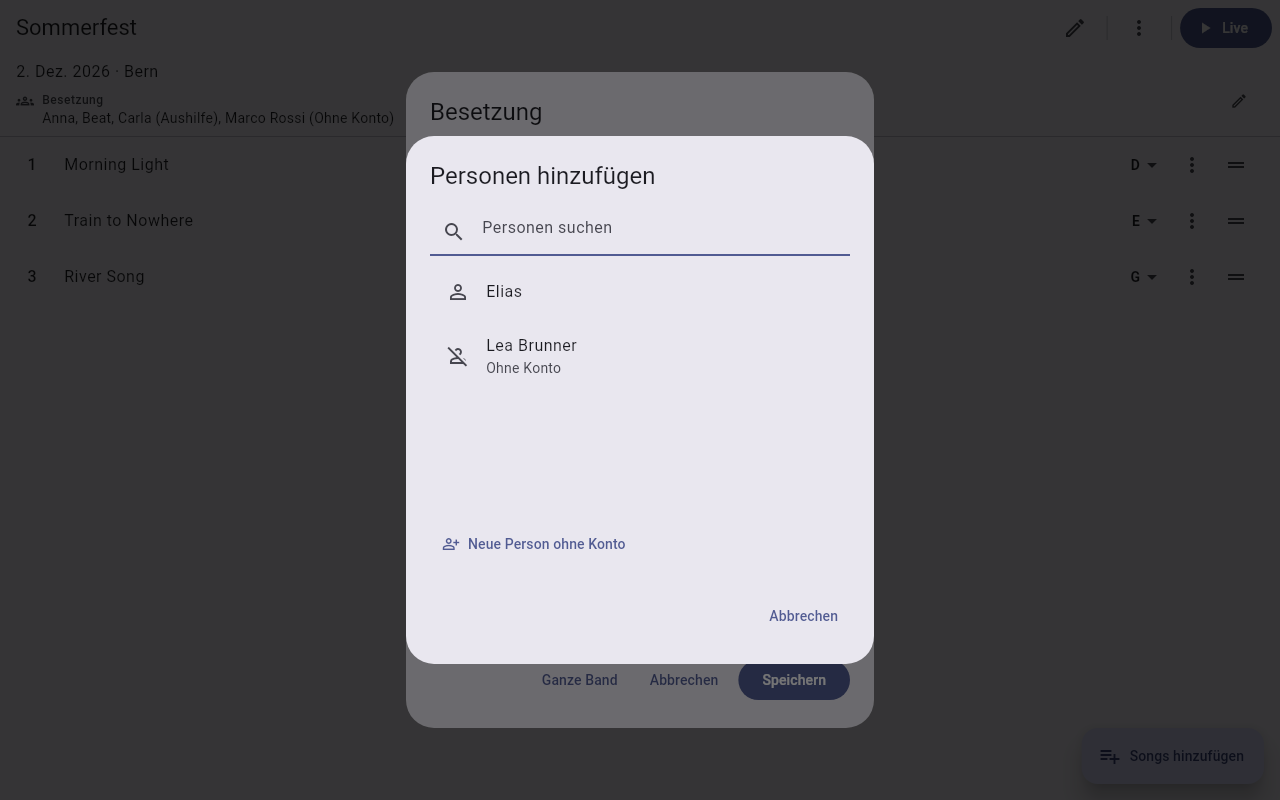 Sommerfest
Live
2. Dez. 2026 · Bern
Besetzung
Anna, Beat, Carla (Aushilfe), Marco Rossi (Ohne Konto)
1 Morning Light D
2 Train to Nowhere E
3 River Song G
Besetzung
Personen hinzufügen
Personen suchen
Elias
Lea Brunner
Ohne Konto
Neue Person ohne Konto
Abbrechen
Ganze Band Abbrechen Speichern
Songs hinzufügen